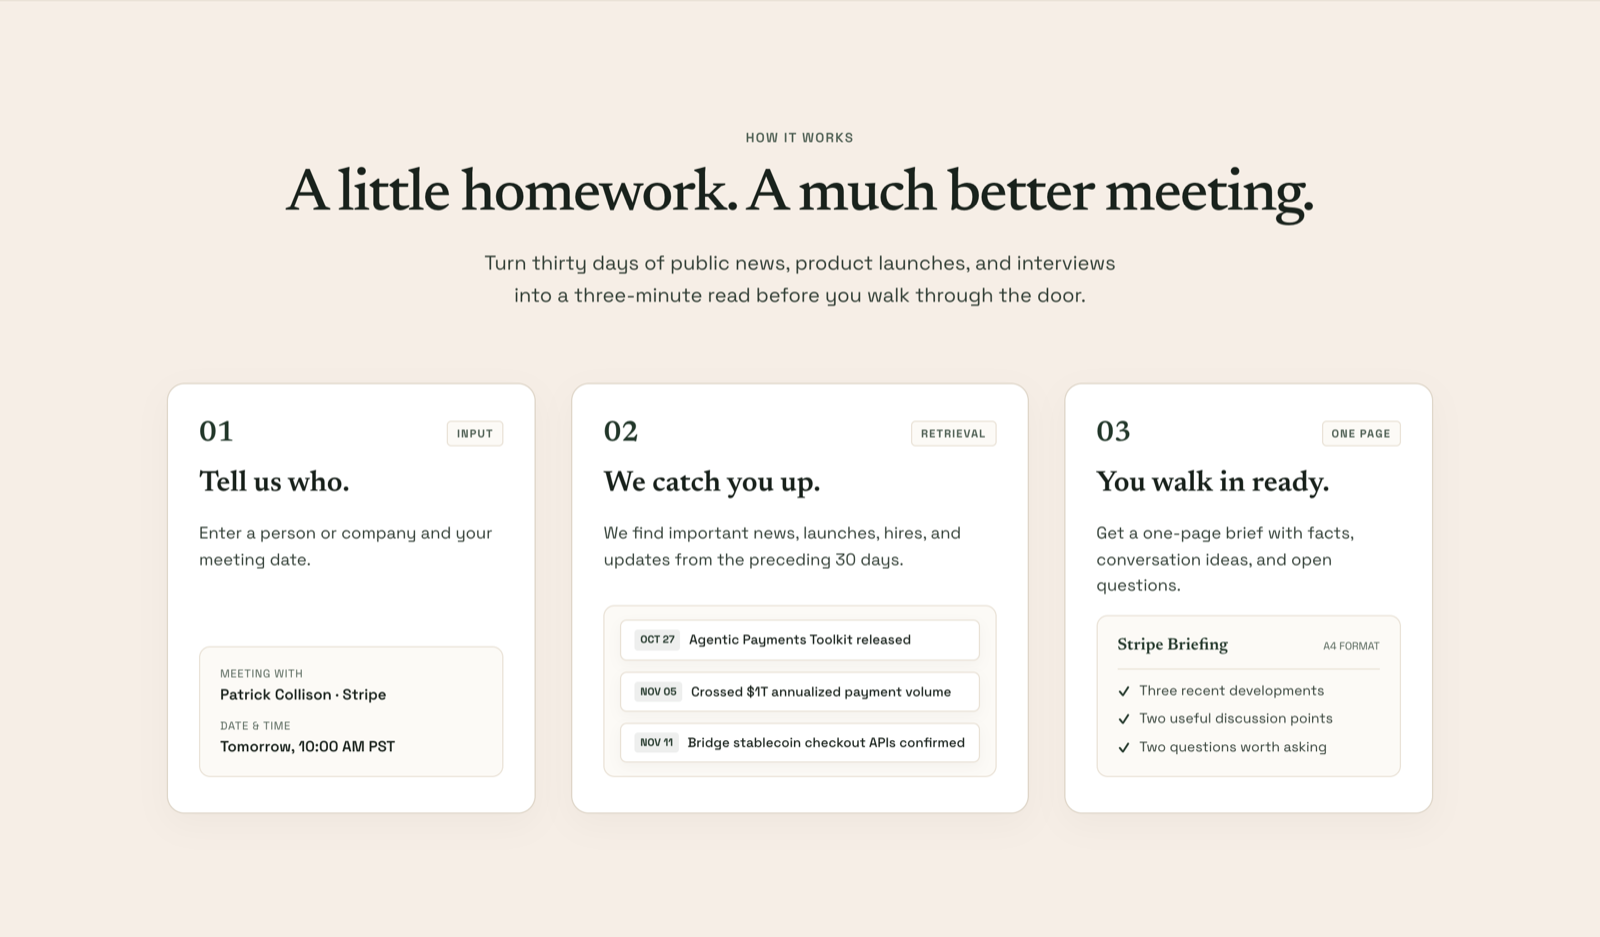 HOW IT WORKS
A little homework. A much better meeting.
Turn thirty days of public news, product launches, and interviews
into a three-minute read before you walk through the door.
01
INPUT
Tell us who.
Enter a person or company and your
meeting date.
MEETING WITH
Patrick Collison · Stripe
DATE & TIME
Tomorrow, 10:00 AM PST
02
RETRIEVAL
We catch you up.
We find important news, launches, hires, and
updates from the preceding 30 days.
OCT 27 Agentic Payments Toolkit released
NOV 05 Crossed $1T annualized payment volume
NOV 11 Bridge stablecoin checkout APIs confirmed
03
ONE PAGE
You walk in ready.
Get a one-page brief with facts,
conversation ideas, and open
questions.
Stripe Briefing
A4 FORMAT
Three recent developments
Two useful discussion points
Two questions worth asking